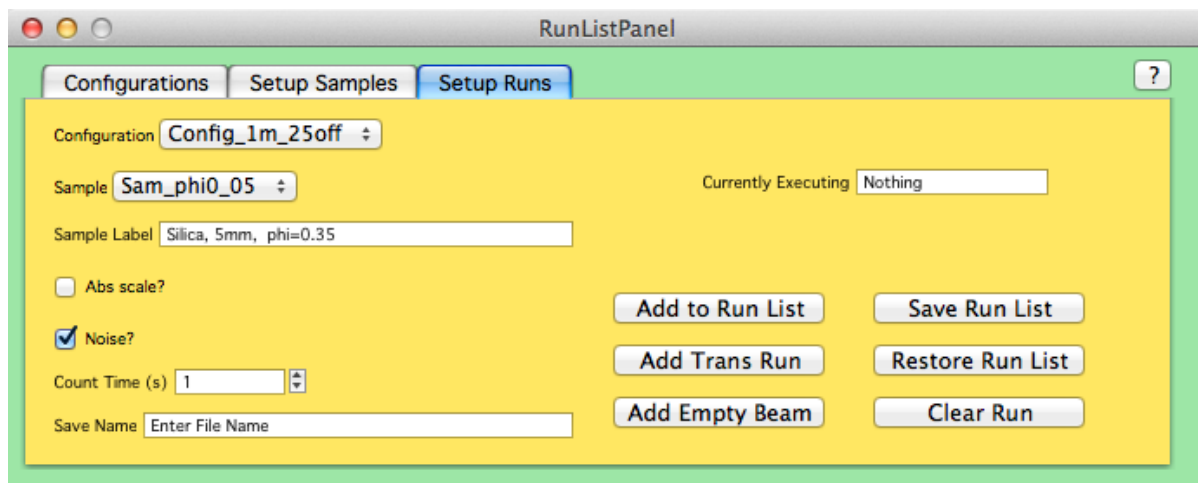 RunListPanel
Configurations Setup Samples Setup Runs ?
Configuration Config_1m_25off
Sample Sam_phi0_05 Currently Executing Nothing
Sample Label Silica, 5mm, phi=0.35
Abs scale?
Add to Run List Save Run List
Noise?
Add Trans Run Restore Run List
Count Time (s) 1
Add Empty Beam Clear Run
Save Name Enter File Name